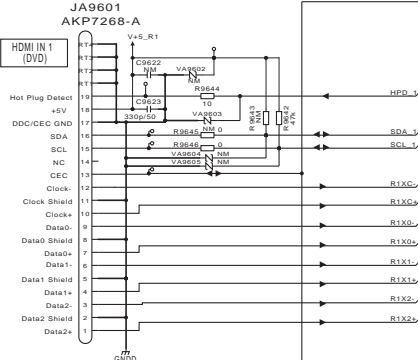 JA9601
AKP7268-A
HDMI IN 1
(DVD)
V+5_R1
RT4
RT3
RT2
RT1
C9622
NM
VA9602
NM
R9644
10
Hot Plug Detect 19
HPD_1
+5V 18
C9623
330p/50
VA9603
NM
R9643
NM
R9642
47k
DDC/CEC GND 17
SDA 16
R9645 0
SDA_1
SCL 15
R9646 0
SCL_1
NC 14
VA9604 NM
VA9605 NM
CEC 13
Clock- 12
R1XC-
Clock Shield 11
R1XC+
Clock+ 10
Data0- 9
R1X0-
Data0 Shield 8
R1X0+
Data0+ 7
Data1- 6
R1X1-
Data1 Shield 5
R1X1+
Data1+ 4
Data2- 3
R1X2-
Data2 Shield 2
R1X2+
Data2+ 1
GNDD